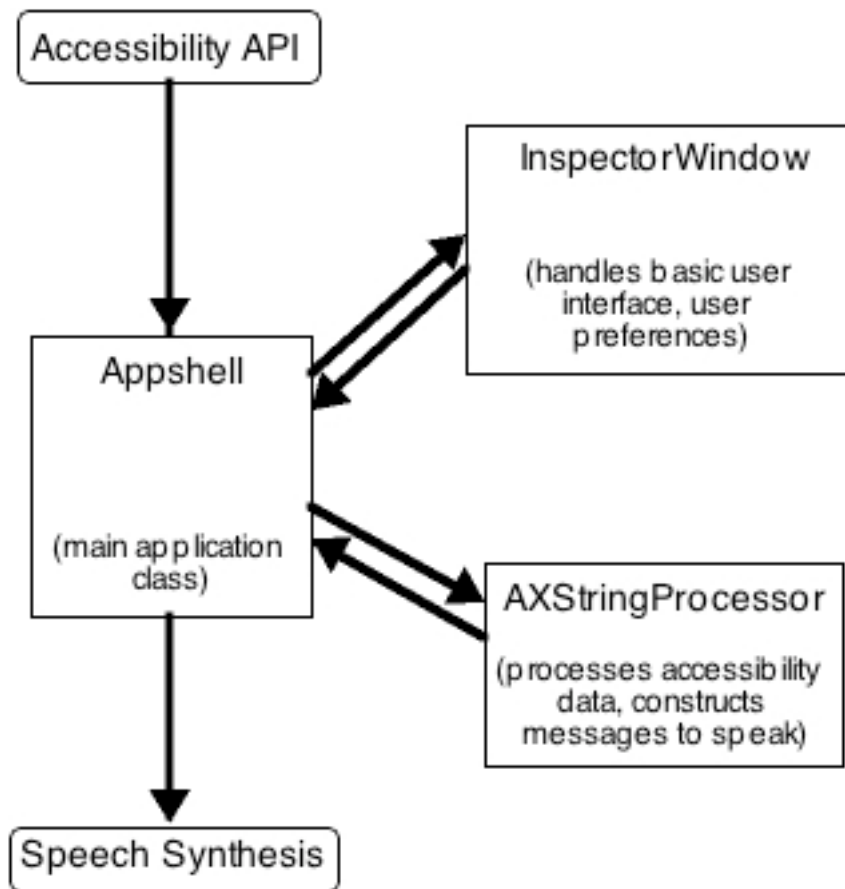 Accessibility API
InspectorWindow
(handles basic user
interface, user
preferences)
Appshell
(main application
class)
AXStringProcessor
(processes accessibility
data, constructs
messages to speak)
Speech Synthesis